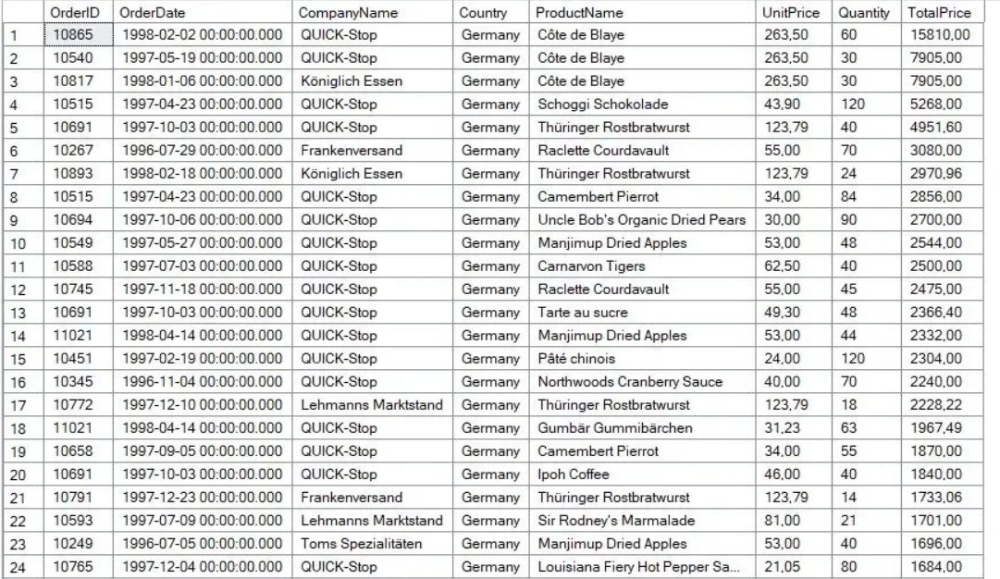 OrderID OrderDate CompanyName Country ProductName UnitPrice Quantity TotalPrice
1 10865 1998-02-02 00:00:00.000 QUICK-Stop Germany Côte de Blaye 263,50 60 15810,00
2 10540 1997-05-19 00:00:00.000 QUICK-Stop Germany Côte de Blaye 263,50 30 7905,00
3 10817 1998-01-06 00:00:00.000 Königlich Essen Germany Côte de Blaye 263,50 30 7905,00
4 10515 1997-04-23 00:00:00.000 QUICK-Stop Germany Schoggi Schokolade 43,90 120 5268,00
5 10691 1997-10-03 00:00:00.000 QUICK-Stop Germany Thüringer Rostbratwurst 123,79 40 4951,60
6 10267 1996-07-29 00:00:00.000 Frankenversand Germany Raclette Courdavault 55,00 70 3080,00
7 10893 1998-02-18 00:00:00.000 Königlich Essen Germany Thüringer Rostbratwurst 123,79 24 2970,96
8 10515 1997-04-23 00:00:00.000 QUICK-Stop Germany Camembert Pierrot 34,00 84 2856,00
9 10694 1997-10-06 00:00:00.000 QUICK-Stop Germany Uncle Bob's Organic Dried Pears 30,00 90 2700,00
10 10549 1997-05-27 00:00:00.000 QUICK-Stop Germany Manjimup Dried Apples 53,00 48 2544,00
11 10588 1997-07-03 00:00:00.000 QUICK-Stop Germany Carnarvon Tigers 62,50 40 2500,00
12 10745 1997-11-18 00:00:00.000 QUICK-Stop Germany Raclette Courdavault 55,00 45 2475,00
13 10691 1997-10-03 00:00:00.000 QUICK-Stop Germany Tarte au sucre 49,30 48 2366,40
14 11021 1998-04-14 00:00:00.000 QUICK-Stop Germany Manjimup Dried Apples 53,00 44 2332,00
15 10451 1997-02-19 00:00:00.000 QUICK-Stop Germany Pâté chinois 24,00 120 2304,00
16 10345 1996-11-04 00:00:00.000 QUICK-Stop Germany Northwoods Cranberry Sauce 40,00 70 2240,00
17 10772 1997-12-10 00:00:00.000 Lehmanns Marktstand Germany Thüringer Rostbratwurst 123,79 18 2228,22
18 11021 1998-04-14 00:00:00.000 QUICK-Stop Germany Gumbär Gummibärchen 31,23 63 1967,49
19 10658 1997-09-05 00:00:00.000 QUICK-Stop Germany Camembert Pierrot 34,00 55 1870,00
20 10691 1997-10-03 00:00:00.000 QUICK-Stop Germany Ipoh Coffee 46,00 40 1840,00
21 10791 1997-12-23 00:00:00.000 Frankenversand Germany Thüringer Rostbratwurst 123,79 14 1733,06
22 10593 1997-07-09 00:00:00.000 Lehmanns Marktstand Germany Sir Rodney's Marmalade 81,00 21 1701,00
23 10249 1996-07-05 00:00:00.000 Toms Spezialitäten Germany Manjimup Dried Apples 53,00 40 1696,00
24 10765 1997-12-04 00:00:00.000 QUICK-Stop Germany Louisiana Fiery Hot Pepper Sa... 21,05 80 1684,00